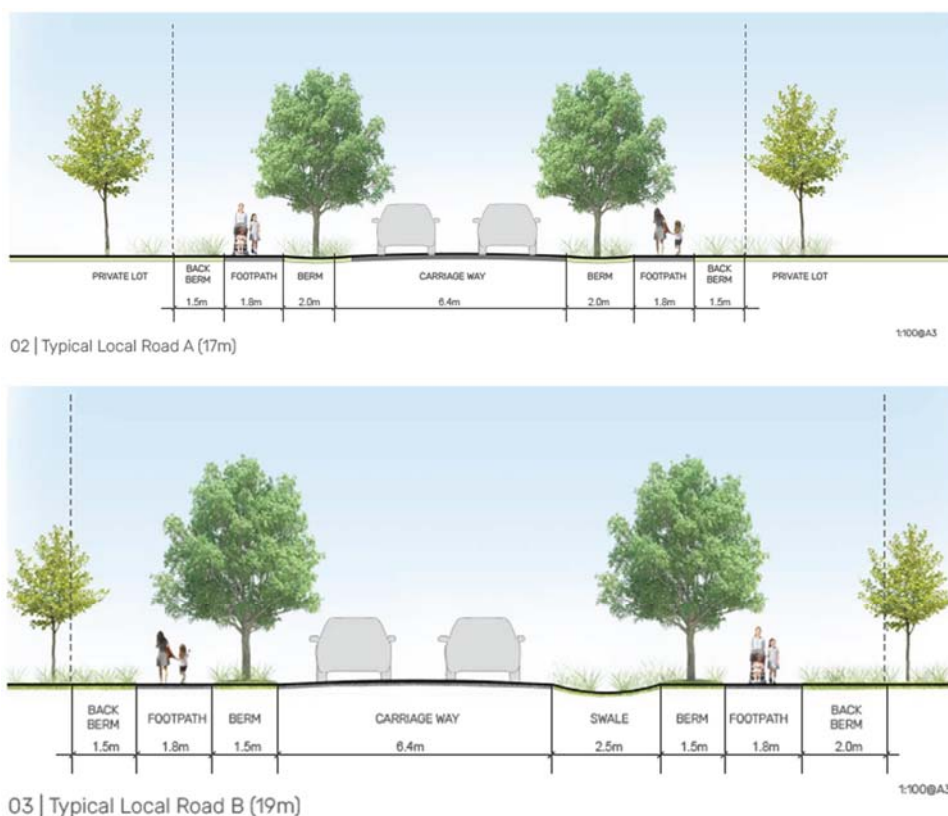 PRIVATE LOT
BACK
BERM
FOOTPATH
BERM
CARRIAGE WAY
BERM
FOOTPATH
BACK
BERM
PRIVATE LOT
1.5m
1.8m
2.0m
6.4m
2.0m
1.8m
1.5m
1:100@A3
02 | Typical Local Road A (17m)
BACK
BERM
FOOTPATH
BERM
CARRIAGE WAY
SWALE
BERM
FOOTPATH
BACK
BERM
1.5m
1.8m
1.5m
6.4m
2.5m
1.5m
1.8m
2.0m
1:100@A3
03 | Typical Local Road B (19m)